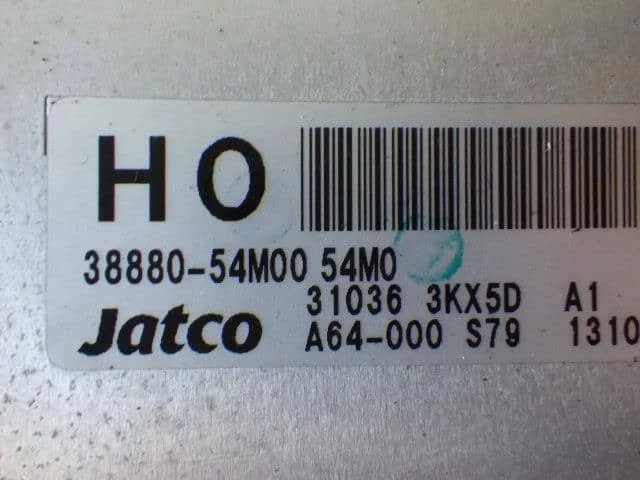 HO
38880-54M00 54M0
31036 3KX5D A1
Jatco A64-000 S79 1310